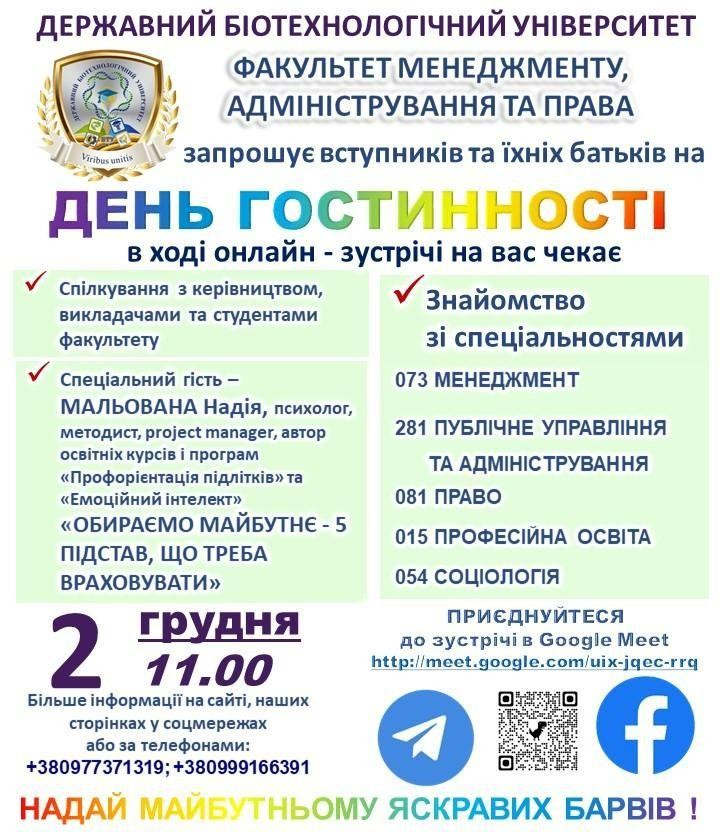 ДЕРЖАВНИЙ БІОТЕХНОЛОГІЧНИЙ УНІВЕРСИТЕТ
ДЕРЖАВНИЙ БІОТЕХНОЛОГІЧНИЙ УНІВЕРСИТЕТ
Viribus unitis
ФАКУЛЬТЕТ МЕНЕДЖМЕНТУ,
АДМІНІСТРУВАННЯ ТА ПРАВА
запрошує вступників та їхніх батьків на
ДЕНЬ ГОСТИННОСТІ
в ході онлайн - зустрічі на вас чекає
Спілкування з керівництвом,
викладачами та студентами
факультету
Спеціальний гість –
МАЛЬОВАНА Надія, психолог,
методист, project manager, автор
освітніх курсів і програм
«Профорієнтація підлітків» та
«Емоційний інтелект»
«ОБИРАЄМО МАЙБУТНЄ - 5
ПІДСТАВ, ЩО ТРЕБА
ВРАХОВУВАТИ»
Знайомство
зі спеціальностями
073 МЕНЕДЖМЕНТ
281 ПУБЛІЧНЕ УПРАВЛІННЯ
ТА АДМІНІСТРУВАННЯ
081 ПРАВО
015 ПРОФЕСІЙНА ОСВІТА
054 СОЦІОЛОГІЯ
2 грудня
11.00
Більше інформації на сайті, наших
сторінках у соцмережах
або за телефонами:
+380977371319; +380999166391
ПРИЄДНУЙТЕСЯ
до зустрічі в Google Meet
http://meet.google.com/uix-jqec-rrq
НАДАЙ МАЙБУТНЬОМУ ЯСКРАВИХ БАРВІВ !